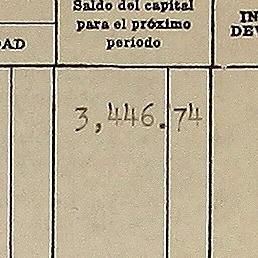 Saldo del capital
para el próximo
período
DAD
IN
DEV
3,446.74